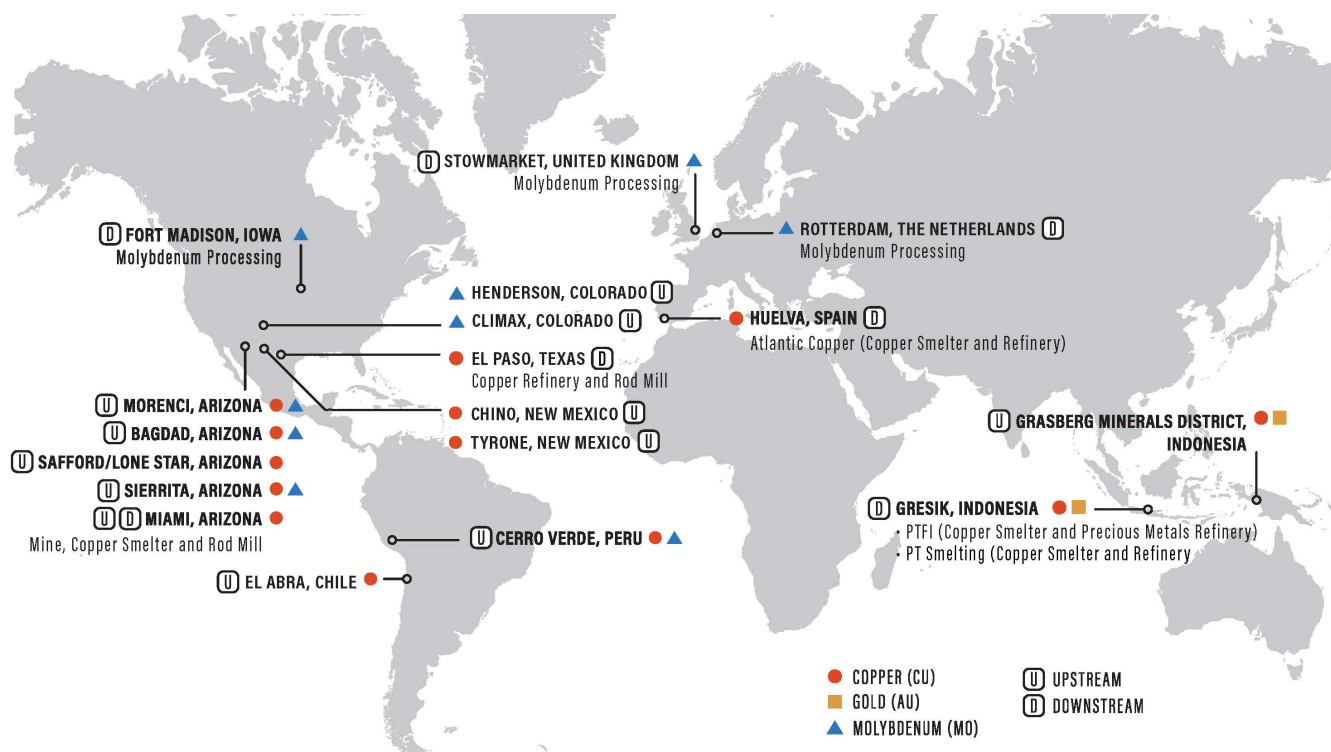 D STOWMARKET, UNITED KINGDOM
Molybdenum Processing
D FORT MADISON, IOWA
Molybdenum Processing
ROTTERDAM, THE NETHERLANDS D
Molybdenum Processing
HENDERSON, COLORADO U
CLIMAX, COLORADO U
HUELVA, SPAIN D
Atlantic Copper (Copper Smelter and Refinery)
EL PASO, TEXAS D
Copper Refinery and Rod Mill
CHINO, NEW MEXICO U
TYRONE, NEW MEXICO U
U MORENCI, ARIZONA
U BAGDAD, ARIZONA
U SAFFORD/LONE STAR, ARIZONA
U SIERRITA, ARIZONA
U D MIAMI, ARIZONA
Mine, Copper Smelter and Rod Mill
U GRASBERG MINERALS DISTRICT,
INDONESIA
D GRESIK, INDONESIA
· PTFI (Copper Smelter and Precious Metals Refinery)
· PT Smelting (Copper Smelter and Refinery
U CERRO VERDE, PERU
U EL ABRA, CHILE
COPPER (CU)
GOLD (AU)
MOLYBDENUM (MO)
U UPSTREAM
D DOWNSTREAM